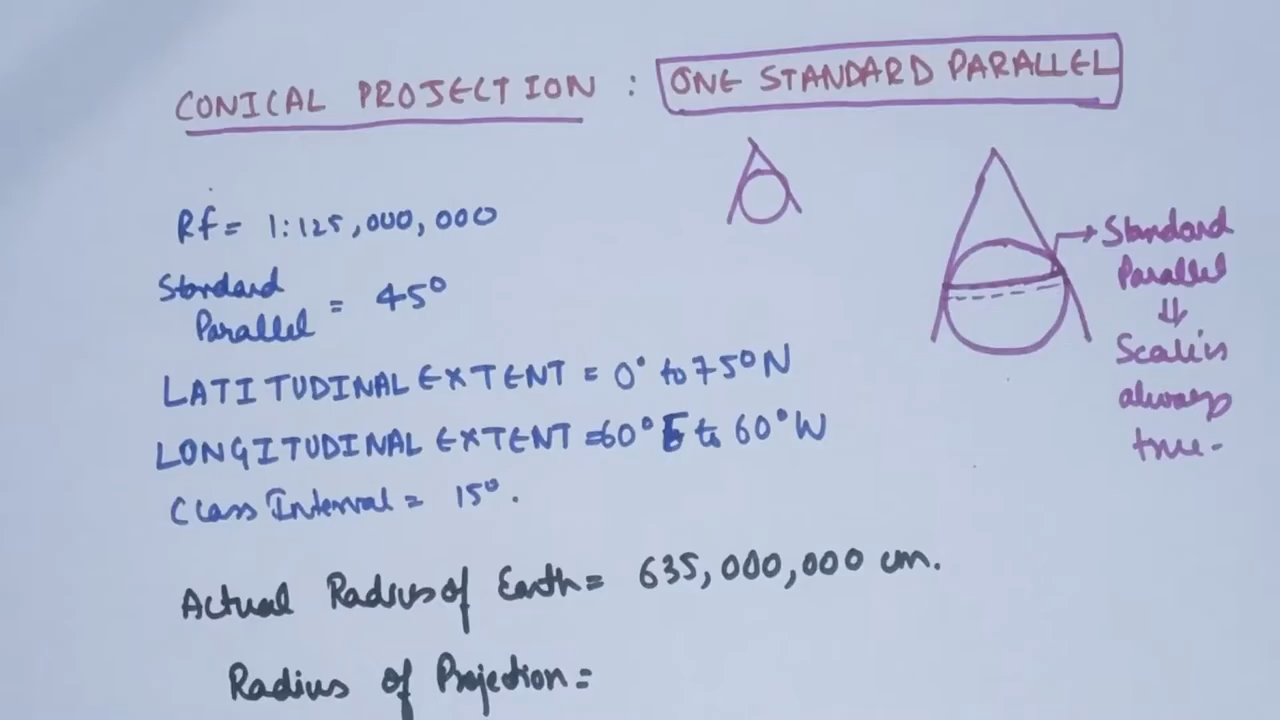 CONICAL PROJECTION : ONE STANDARD PARALLEL
Rf = 1:125,000,000
Standard
Parallel = 45°
LATITUDINAL EXTENT = 0° to 75°N
LONGITUDINAL EXTENT = 60° E to 60°W
Class Interval = 15°.
Actual Radius of Earth = 635,000,000 cm.
Radius of Projection =
Standard
Parallel
⇓
Scale is
always
true.